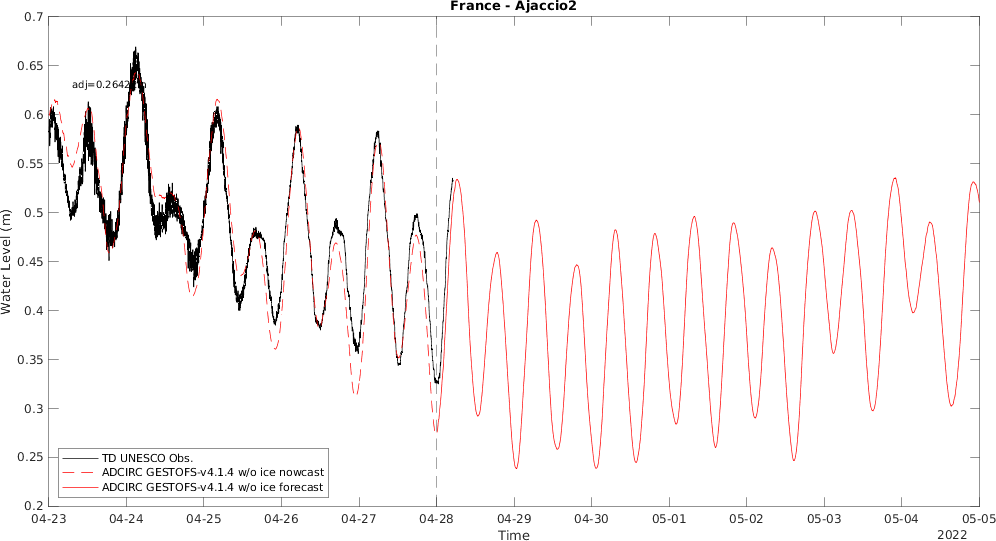 France - Ajaccio2
0.7
0.65
0.6
0.55
0.5
0.45
0.4
0.35
0.3
0.25
0.2
Water Level (m)
adj=0.2642
TD UNESCO Obs.
ADCIRC GESTOFS-v4.1.4 w/o ice nowcast
ADCIRC GESTOFS-v4.1.4 w/o ice forecast
04-23 04-24 04-25 04-26 04-27 04-28 04-29 04-30 05-01 05-02 05-03 05-04 05-05
Time
2022